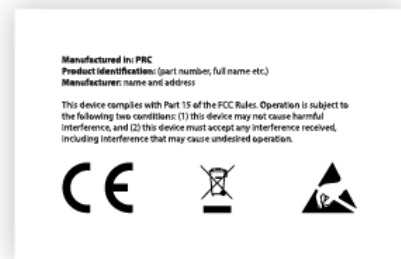 Manufactured in: PRC
Product identification: (part number, full name etc.)
Manufacturer: name and address
This device complies with Part 15 of the FCC Rules. Operation is subject to
the following two conditions: (1) this device may not cause harmful
interference, and (2) this device must accept any interference received,
including interference that may cause undesired operation.
CE